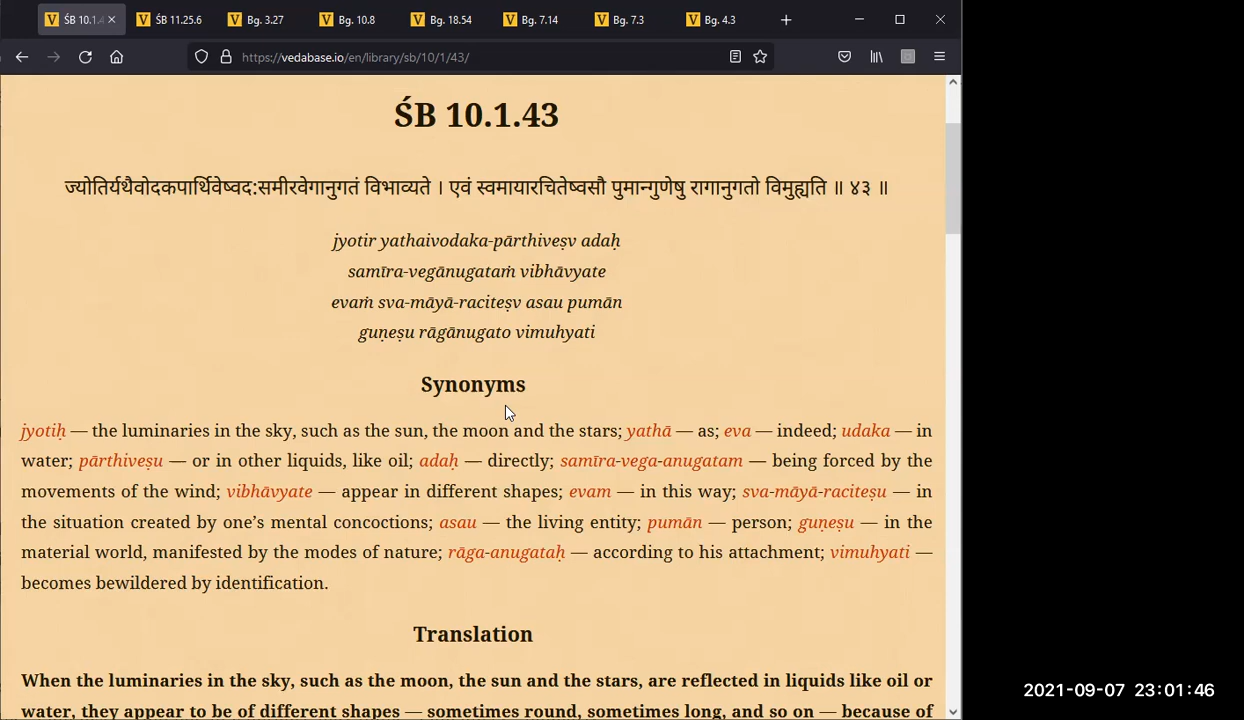 ŚB 10.1.4
ŚB 11.25.6
Bg. 3.27
Bg. 10.8
Bg. 18.54
Bg. 7.14
Bg. 7.3
Bg. 4.3
https://vedabase.io/en/library/sb/10/1/43/
ŚB 10.1.43
ज्योतिर्यथैवोदकपार्थिवेष्वद:समीरवेगानुगतं विभाव्यते । एवं स्वमायारचितेष्वसौ पुमान्गुणेषु रागानुगतो विमुह्यति ॥ ४३ ॥
jyotir yathaivodaka-pārthiveṣv adaḥ
samīra-vegānugataṁ vibhāvyate
evaṁ sva-māyā-raciteṣv asau pumān
guṇeṣu rāgānugato vimuhyati
Synonyms
jyotiḥ — the luminaries in the sky, such as the sun, the moon and the stars; yathā — as; eva — indeed; udaka — in
water; pārthiveṣu — or in other liquids, like oil; adaḥ — directly; samīra-vega-anugatam — being forced by the
movements of the wind; vibhāvyate — appear in different shapes; evam — in this way; sva-māyā-raciteṣu — in
the situation created by one’s mental concoctions; asau — the living entity; pumān — person; guṇeṣu — in the
material world, manifested by the modes of nature; rāga-anugataḥ — according to his attachment; vimuhyati —
becomes bewildered by identification.
Translation
When the luminaries in the sky, such as the moon, the sun and the stars, are reflected in liquids like oil or
water, they appear to be of different shapes — sometimes round, sometimes long, and so on — because of
2021-09-07 23:01:46